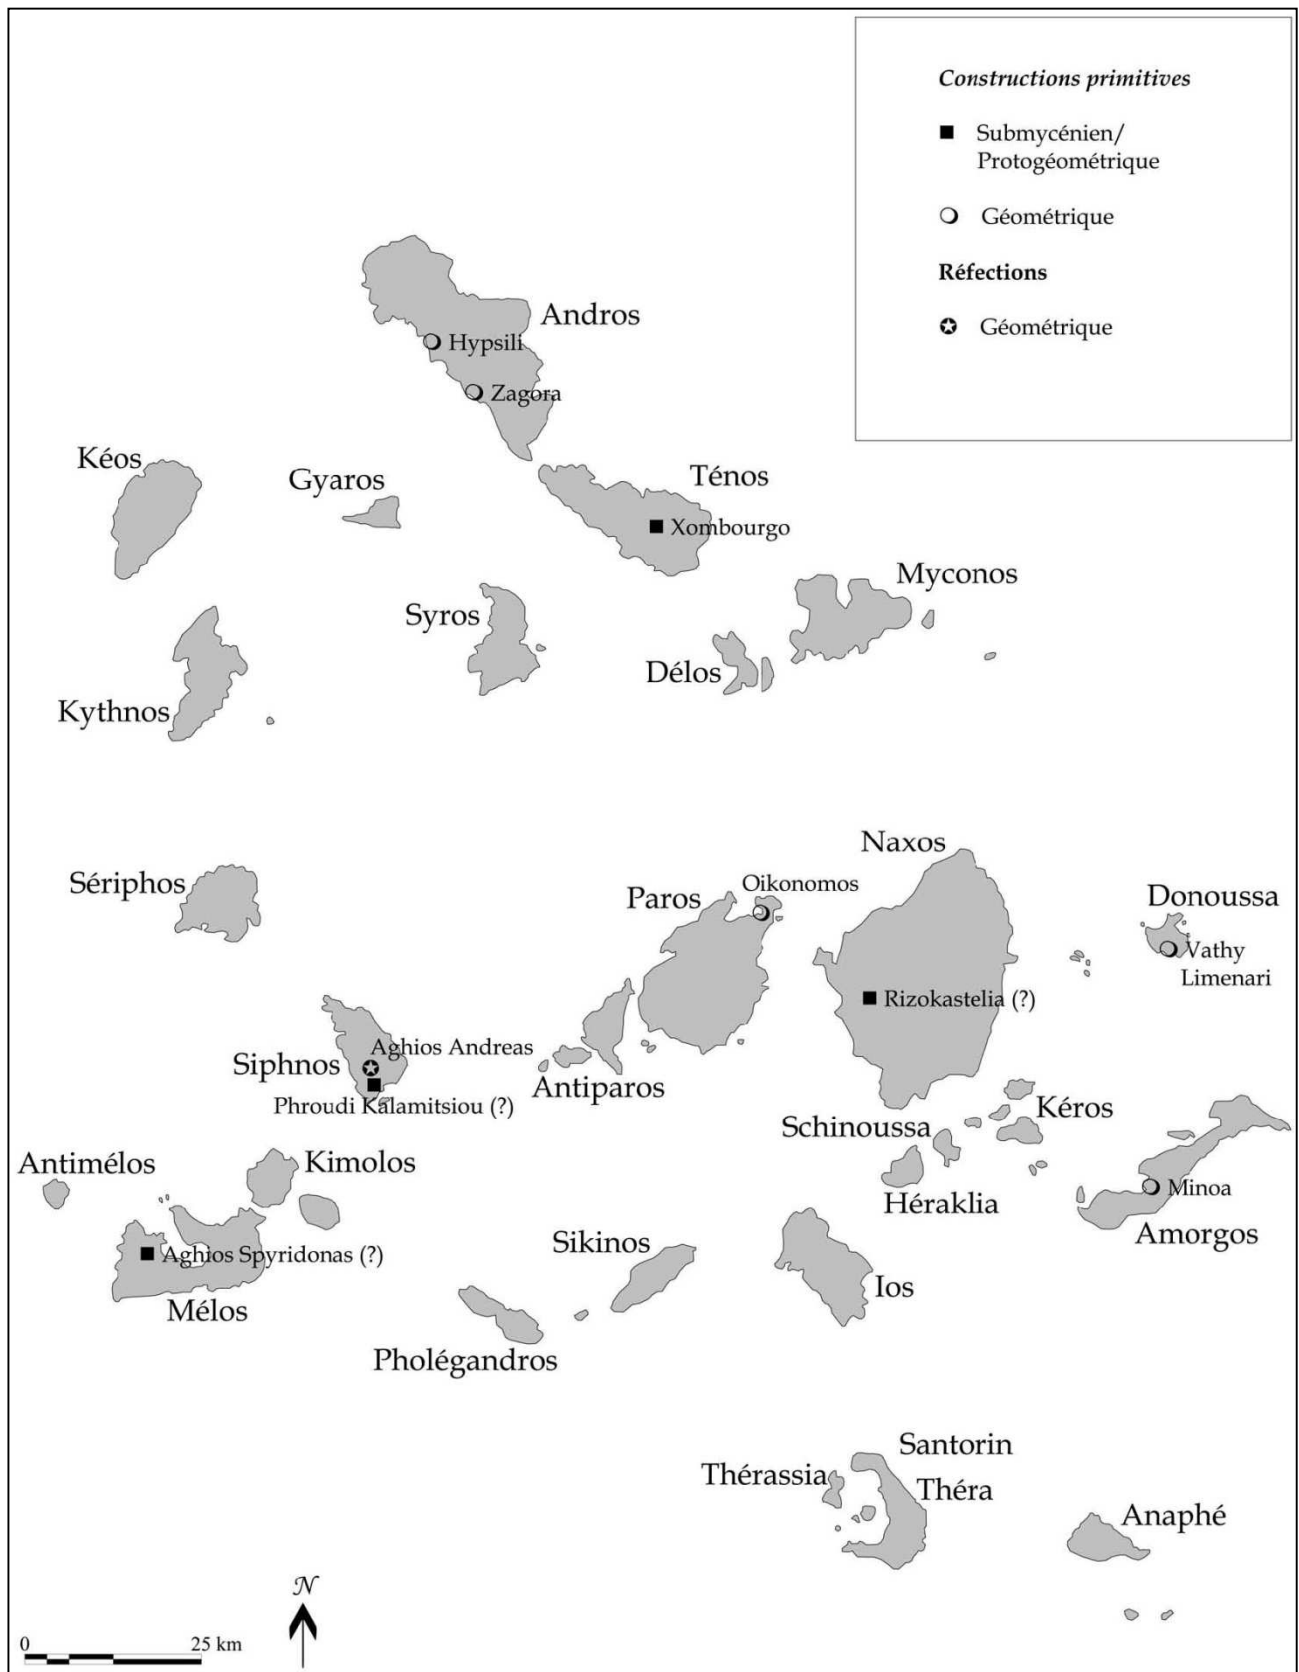 Constructions primitives
Submycénien/
Protogéométrique
Géométrique
Réfections
Géométrique
Andros
Hypsili
Zagora
Kéos
Gyaros
Ténos
Xombourgo
Myconos
Syros
Délos
Kythnos
Naxos
Sériphos
Oikonomos
Paros
Donoussa
Vathy
Limenari
Rizokastelia (?)
Aghios Andreas
Siphnos
Antiparos
Phroudi Kalamitsiou (?)
Kéros
Schinoussa
Antimélos
Kimolos
Minoa
Héraklia
Amorgos
Sikinos
Aghios Spyridonas (?)
Ios
Mélos
Pholégandros
Santorin
Thérassia
Théra
Anaphé
N
0 25 km